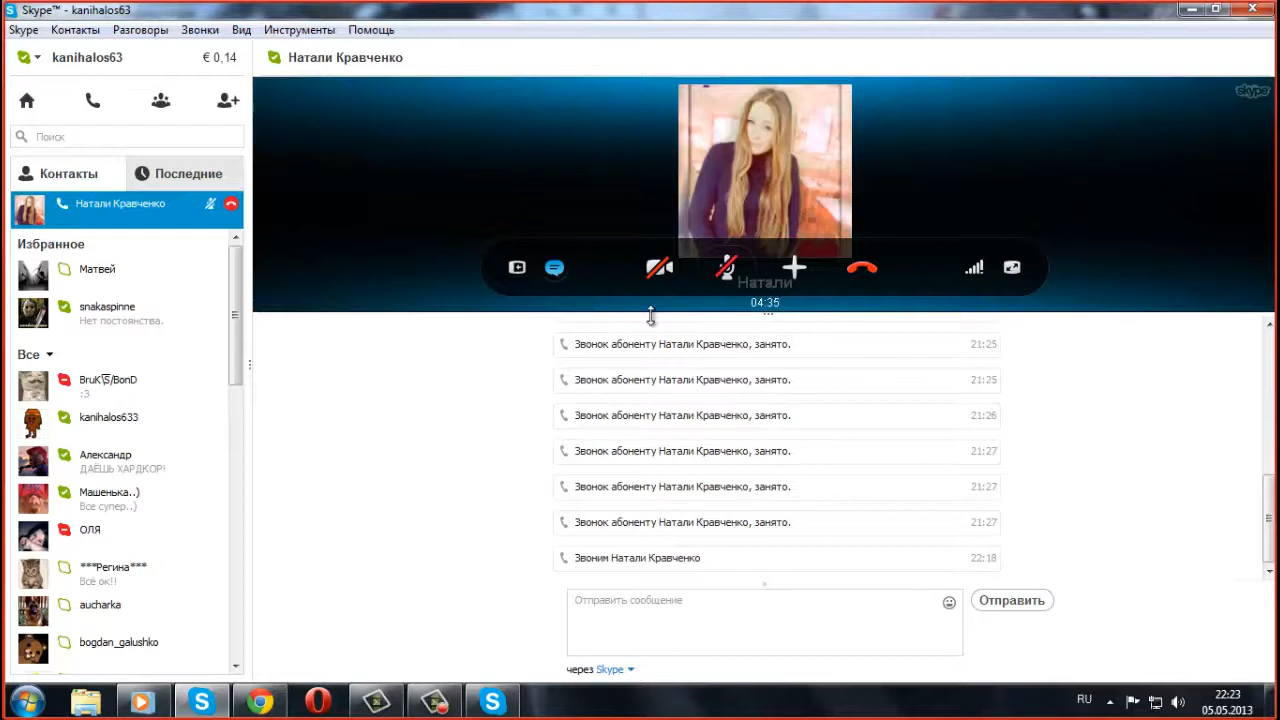 Skype™ - kanihalos63
Skype Контакты Разговоры Звонки Вид Инструменты Помощь
kanihalos63 € 0,14
Натали Кравченко
skype
Поиск
Контакты Последние
Натали Кравченко
Избранное
Матвей
snakaspinne
Нет постоянства.
Все
BruK\S/BonD
:3
kanihalos633
Александр
ДАЁШЬ ХАРДКОР!
Машенька..)
Все супер..)
ОЛЯ
***Регина***
Все ок!!
aucharka
bogdan_galushko
Натали
04:35
Звонок абоненту Натали Кравченко, занято. 21:25
Звонок абоненту Натали Кравченко, занято. 21:25
Звонок абоненту Натали Кравченко, занято. 21:26
Звонок абоненту Натали Кравченко, занято. 21:27
Звонок абоненту Натали Кравченко, занято. 21:27
Звонок абоненту Натали Кравченко, занято. 21:27
Звоним Натали Кравченко 22:18
Отправить сообщение
Отправить
через Skype
RU
22:23
05.05.2013